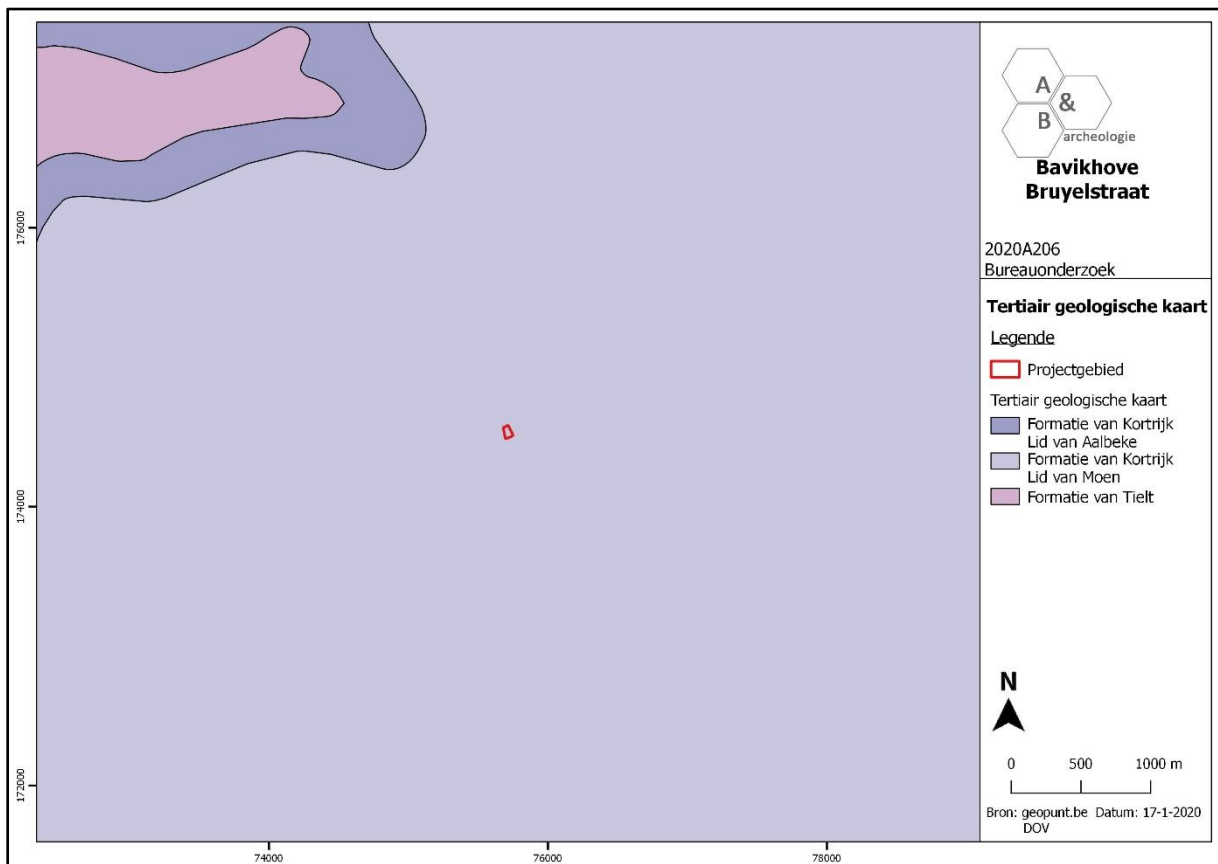 A
&
B
archeologie
Bavikhove
Bruyelstraat
2020A206
Bureauonderzoek
Tertiair geologische kaart
Legende
Projectgebied
Tertiair geologische kaart
Formatie van Kortrijk
Lid van Aalbeke
Formatie van Kortrijk
Lid van Moen
Formatie van Tielt
N
0 500 1000 m
Bron: geopunt.be Datum: 17-1-2020
DOV
176000
174000
172000
74000 76000 78000